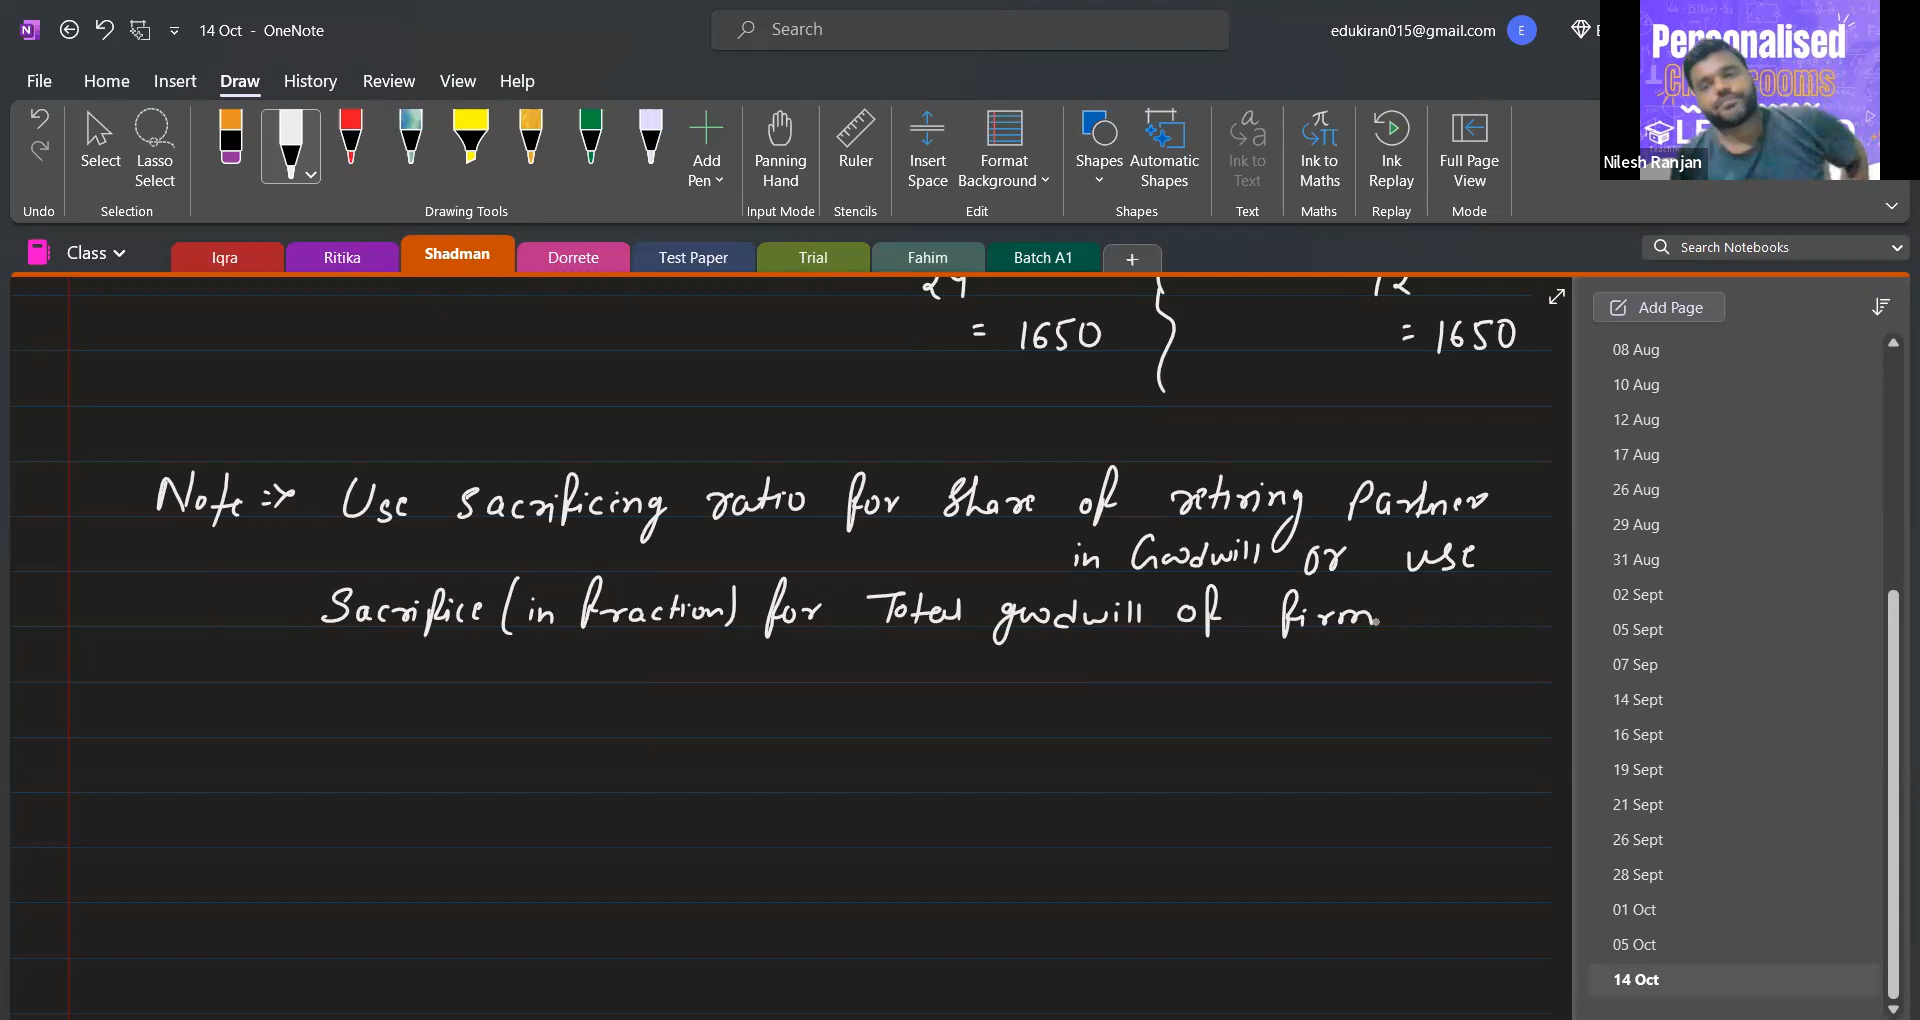 14 Oct - OneNote
Search
edukiran015@gmail.com
E
Personalised
Classrooms
Nilesh Ranjan
File Home Insert Draw History Review View Help
Select
Lasso Select
Add Pen
Panning Hand
Ruler
Insert Space
Format Background
Shapes
Automatic Shapes
Ink to Text
Ink to Maths
Ink Replay
Full Page View
Undo Selection Drawing Tools Input Mode Stencils Edit Shapes Text Maths Replay Mode
Class
Iqra Ritika Shadman Dorrete Test Paper Trial Fahim Batch A1 +
Search Notebooks
24 12
= 1650 = 1650
Note :→ Use sacrificing ratio for share of retiring Partner
in Goodwill or use
Sacrifice (in fraction) for Total goodwill of firm.
Add Page
08 Aug
10 Aug
12 Aug
17 Aug
26 Aug
29 Aug
31 Aug
02 Sept
05 Sept
07 Sep
14 Sept
16 Sept
19 Sept
21 Sept
26 Sept
28 Sept
01 Oct
05 Oct
14 Oct